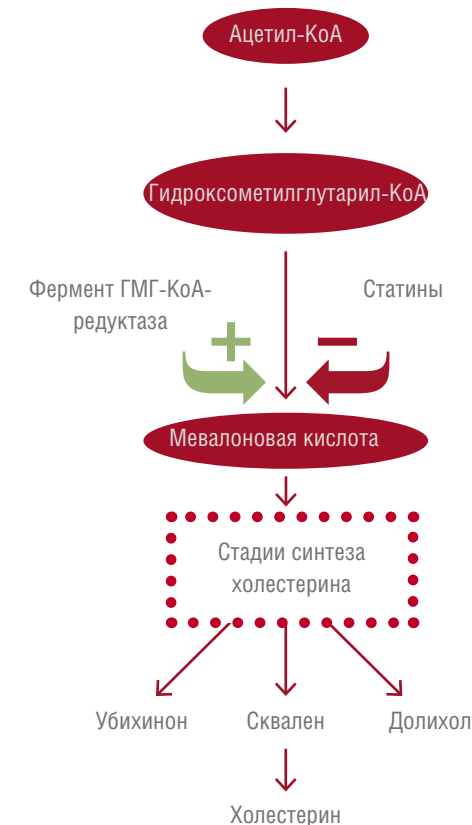 Ацетил-КоА
Гидроксометилглутарил-КоА
Фермент ГМГ-КоА-
редуктаза
Статины
+
−
Мевалоновая кислота
Стадии синтеза
холестерина
Убихинон
Сквален
Долихол
Холестерин